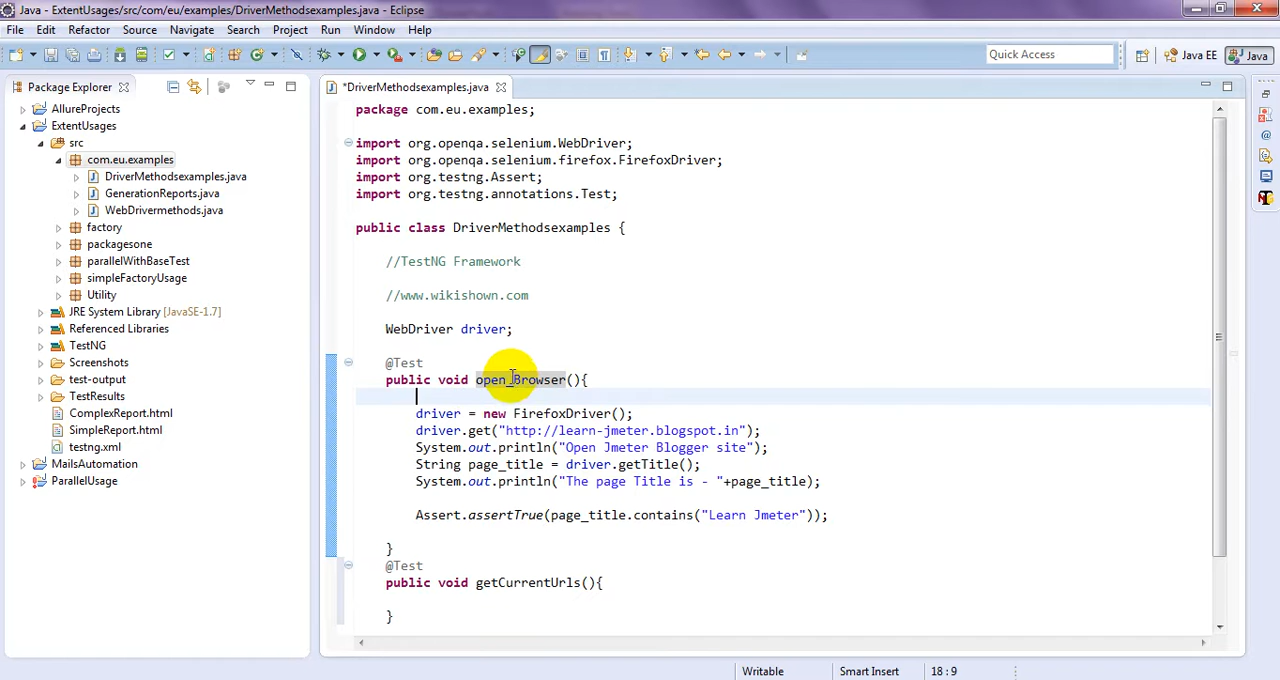 Java - ExtentUsages/src/com/eu/examples/DriverMethodsexamples.java - Eclipse
File Edit Refactor Source Navigate Search Project Run Window Help
Quick Access
Java EE
Java
Package Explorer
*DriverMethodsexamples.java
AllureProjects
ExtentUsages
src
com.eu.examples
DriverMethodsexamples.java
GenerationReports.java
WebDrivermethods.java
factory
packagesone
parallelWithBaseTest
simpleFactoryUsage
Utility
JRE System Library [JavaSE-1.7]
Referenced Libraries
TestNG
Screenshots
test-output
TestResults
ComplexReport.html
SimpleReport.html
testng.xml
MailsAutomation
ParallelUsage
package com.eu.examples;
import org.openqa.selenium.WebDriver;
import org.openqa.selenium.firefox.FirefoxDriver;
import org.testng.Assert;
import org.testng.annotations.Test;
public class DriverMethodsexamples {
//TestNG Framework
//www.wikishown.com
WebDriver driver;
@Test
public void open_Browser(){
driver = new FirefoxDriver();
driver.get("http://learn-jmeter.blogspot.in");
System.out.println("Open Jmeter Blogger site");
String page_title = driver.getTitle();
System.out.println("The page Title is - "+page_title);
Assert.assertTrue(page_title.contains("Learn Jmeter"));
}
@Test
public void getCurrentUrls(){
}
Writable
Smart Insert
18:9